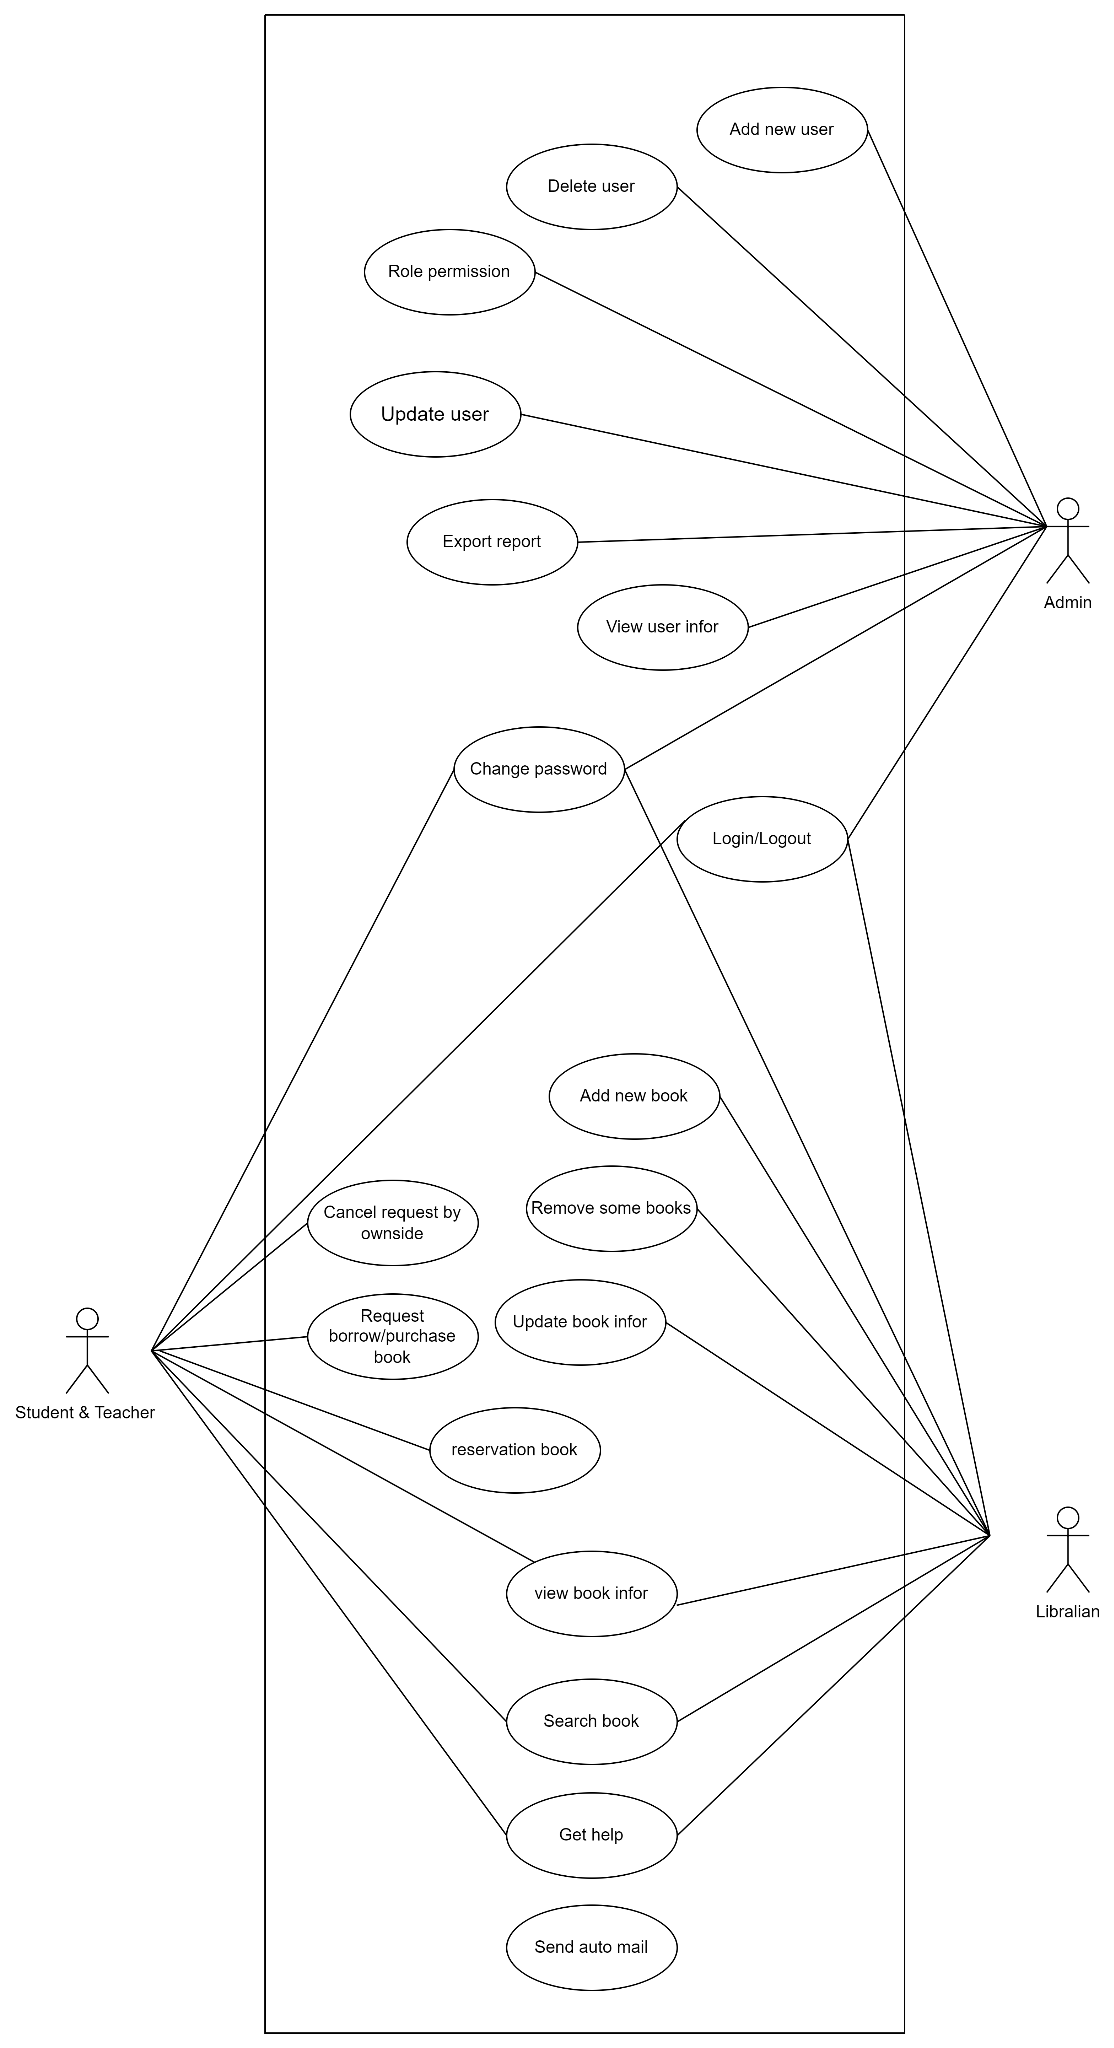 Add new user
Delete user
Role permission
Update user
Export report
Admin
View user infor
Change password
Login/Logout
Add new book
Cancel request by
ownside
Remove some books
Request
borrow/purchase
book
Update book infor
Student & Teacher
reservation book
view book infor
Libralian
Search book
Get help
Send auto mail